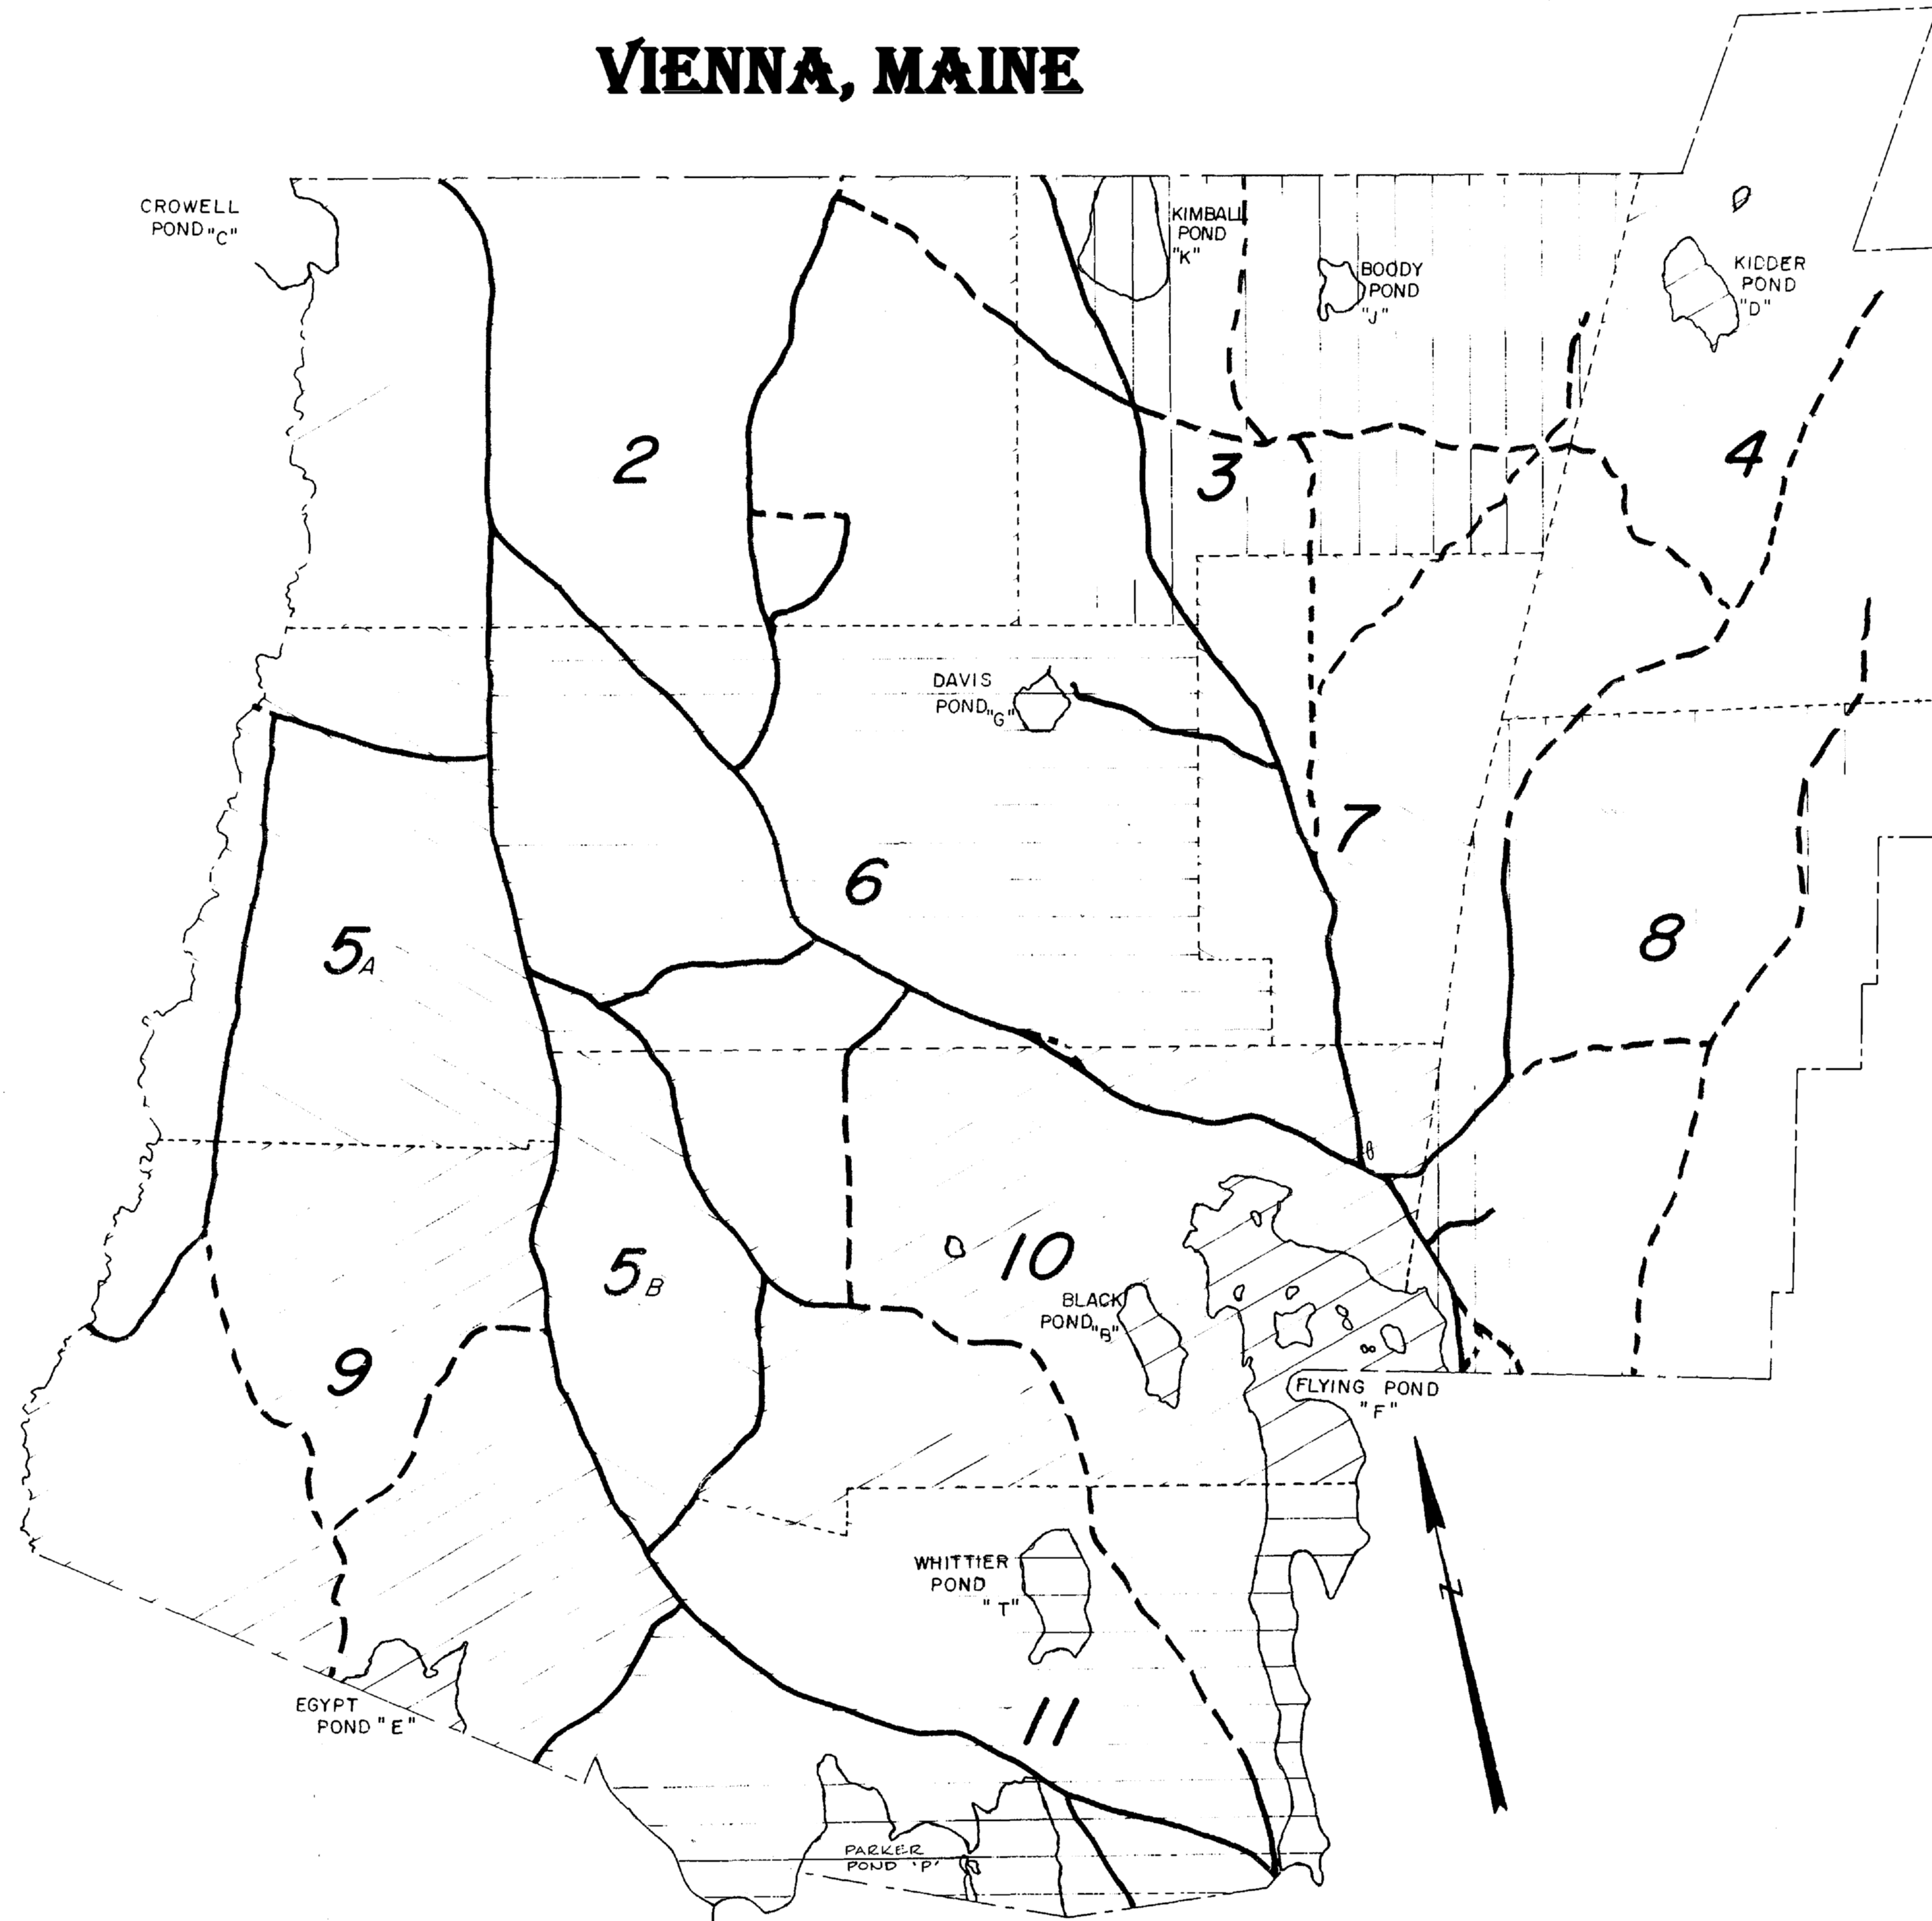 VIENNA, MAINE
CROWELL
POND "C"
KIMBALL
POND
"K"
BOODY
POND
"J"
KIDDER
POND
"D"
2
3
4
DAVIS
POND "G"
7
6
5A
8
5B
10
BLACK
POND "B"
9
FLYING POND
"F"
WHITTIER
POND
"T"
N
11
EGYPT
POND "E"
PARKER
POND 'P'